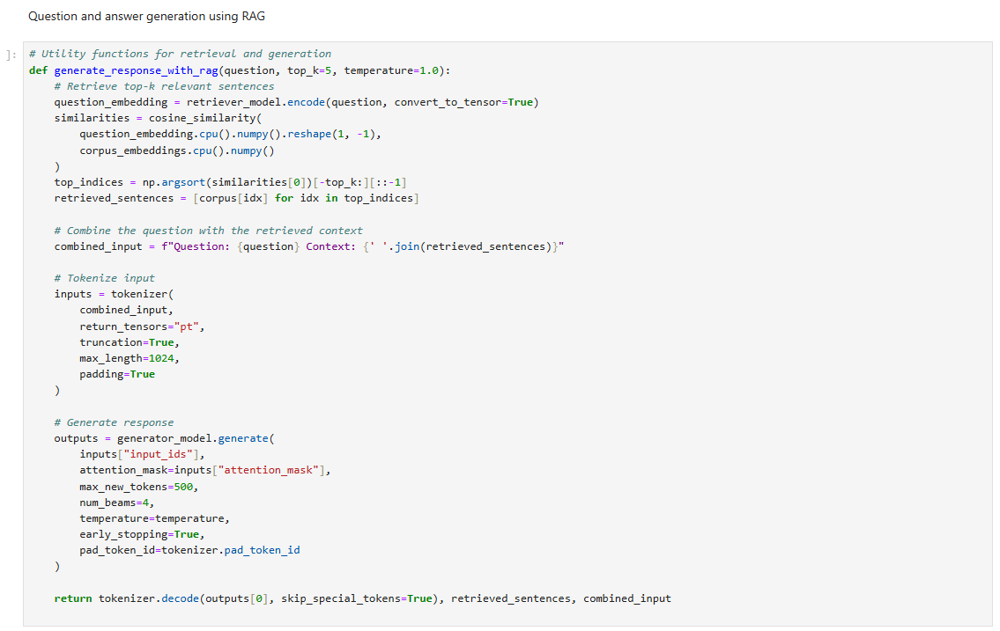 Question and answer generation using RAG
]:
# Utility functions for retrieval and generation
def generate_response_with_rag(question, top_k=5, temperature=1.0):
    # Retrieve top-k relevant sentences
    question_embedding = retriever_model.encode(question, convert_to_tensor=True)
    similarities = cosine_similarity(
        question_embedding.cpu().numpy().reshape(1, -1),
        corpus_embeddings.cpu().numpy()
    )
    top_indices = np.argsort(similarities[0])[-top_k:][::-1]
    retrieved_sentences = [corpus[idx] for idx in top_indices]

    # Combine the question with the retrieved context
    combined_input = f"Question: {question} Context: {' '.join(retrieved_sentences)}"

    # Tokenize input
    inputs = tokenizer(
        combined_input,
        return_tensors="pt",
        truncation=True,
        max_length=1024,
        padding=True
    )

    # Generate response
    outputs = generator_model.generate(
        inputs["input_ids"],
        attention_mask=inputs["attention_mask"],
        max_new_tokens=500,
        num_beams=4,
        temperature=temperature,
        early_stopping=True,
        pad_token_id=tokenizer.pad_token_id
    )

    return tokenizer.decode(outputs[0], skip_special_tokens=True), retrieved_sentences, combined_input